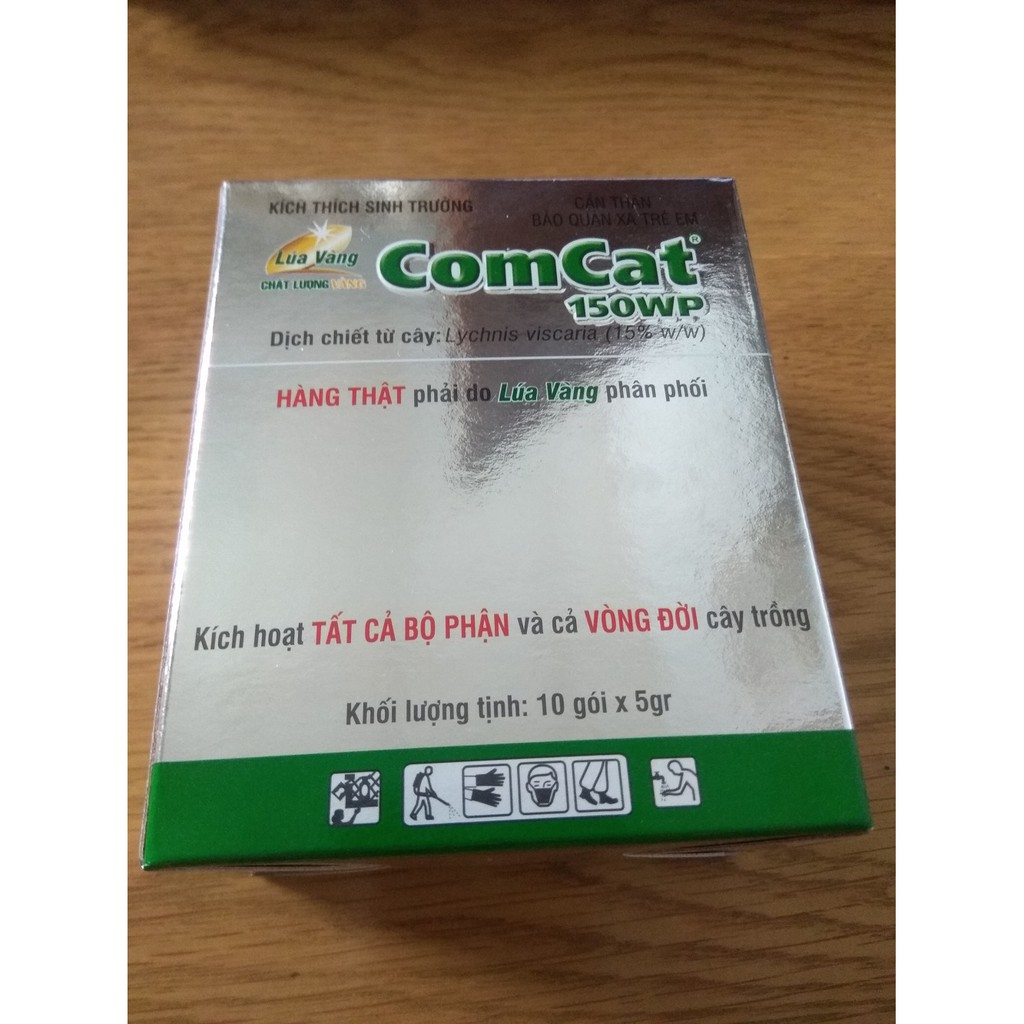 KÍCH THÍCH SINH TRƯỞNG
CẨN THẬN
BẢO QUẢN XA TRẺ EM
Lúa Vàng
CHẤT LƯỢNG VÀNG
ComCat®
150WP
Dịch chiết từ cây: Lychnis viscaria (15% w/w)
HÀNG THẬT phải do Lúa Vàng phân phối
Kích hoạt TẤT CẢ BỘ PHẬN và cả VÒNG ĐỜI cây trồng
Khối lượng tịnh: 10 gói x 5gr